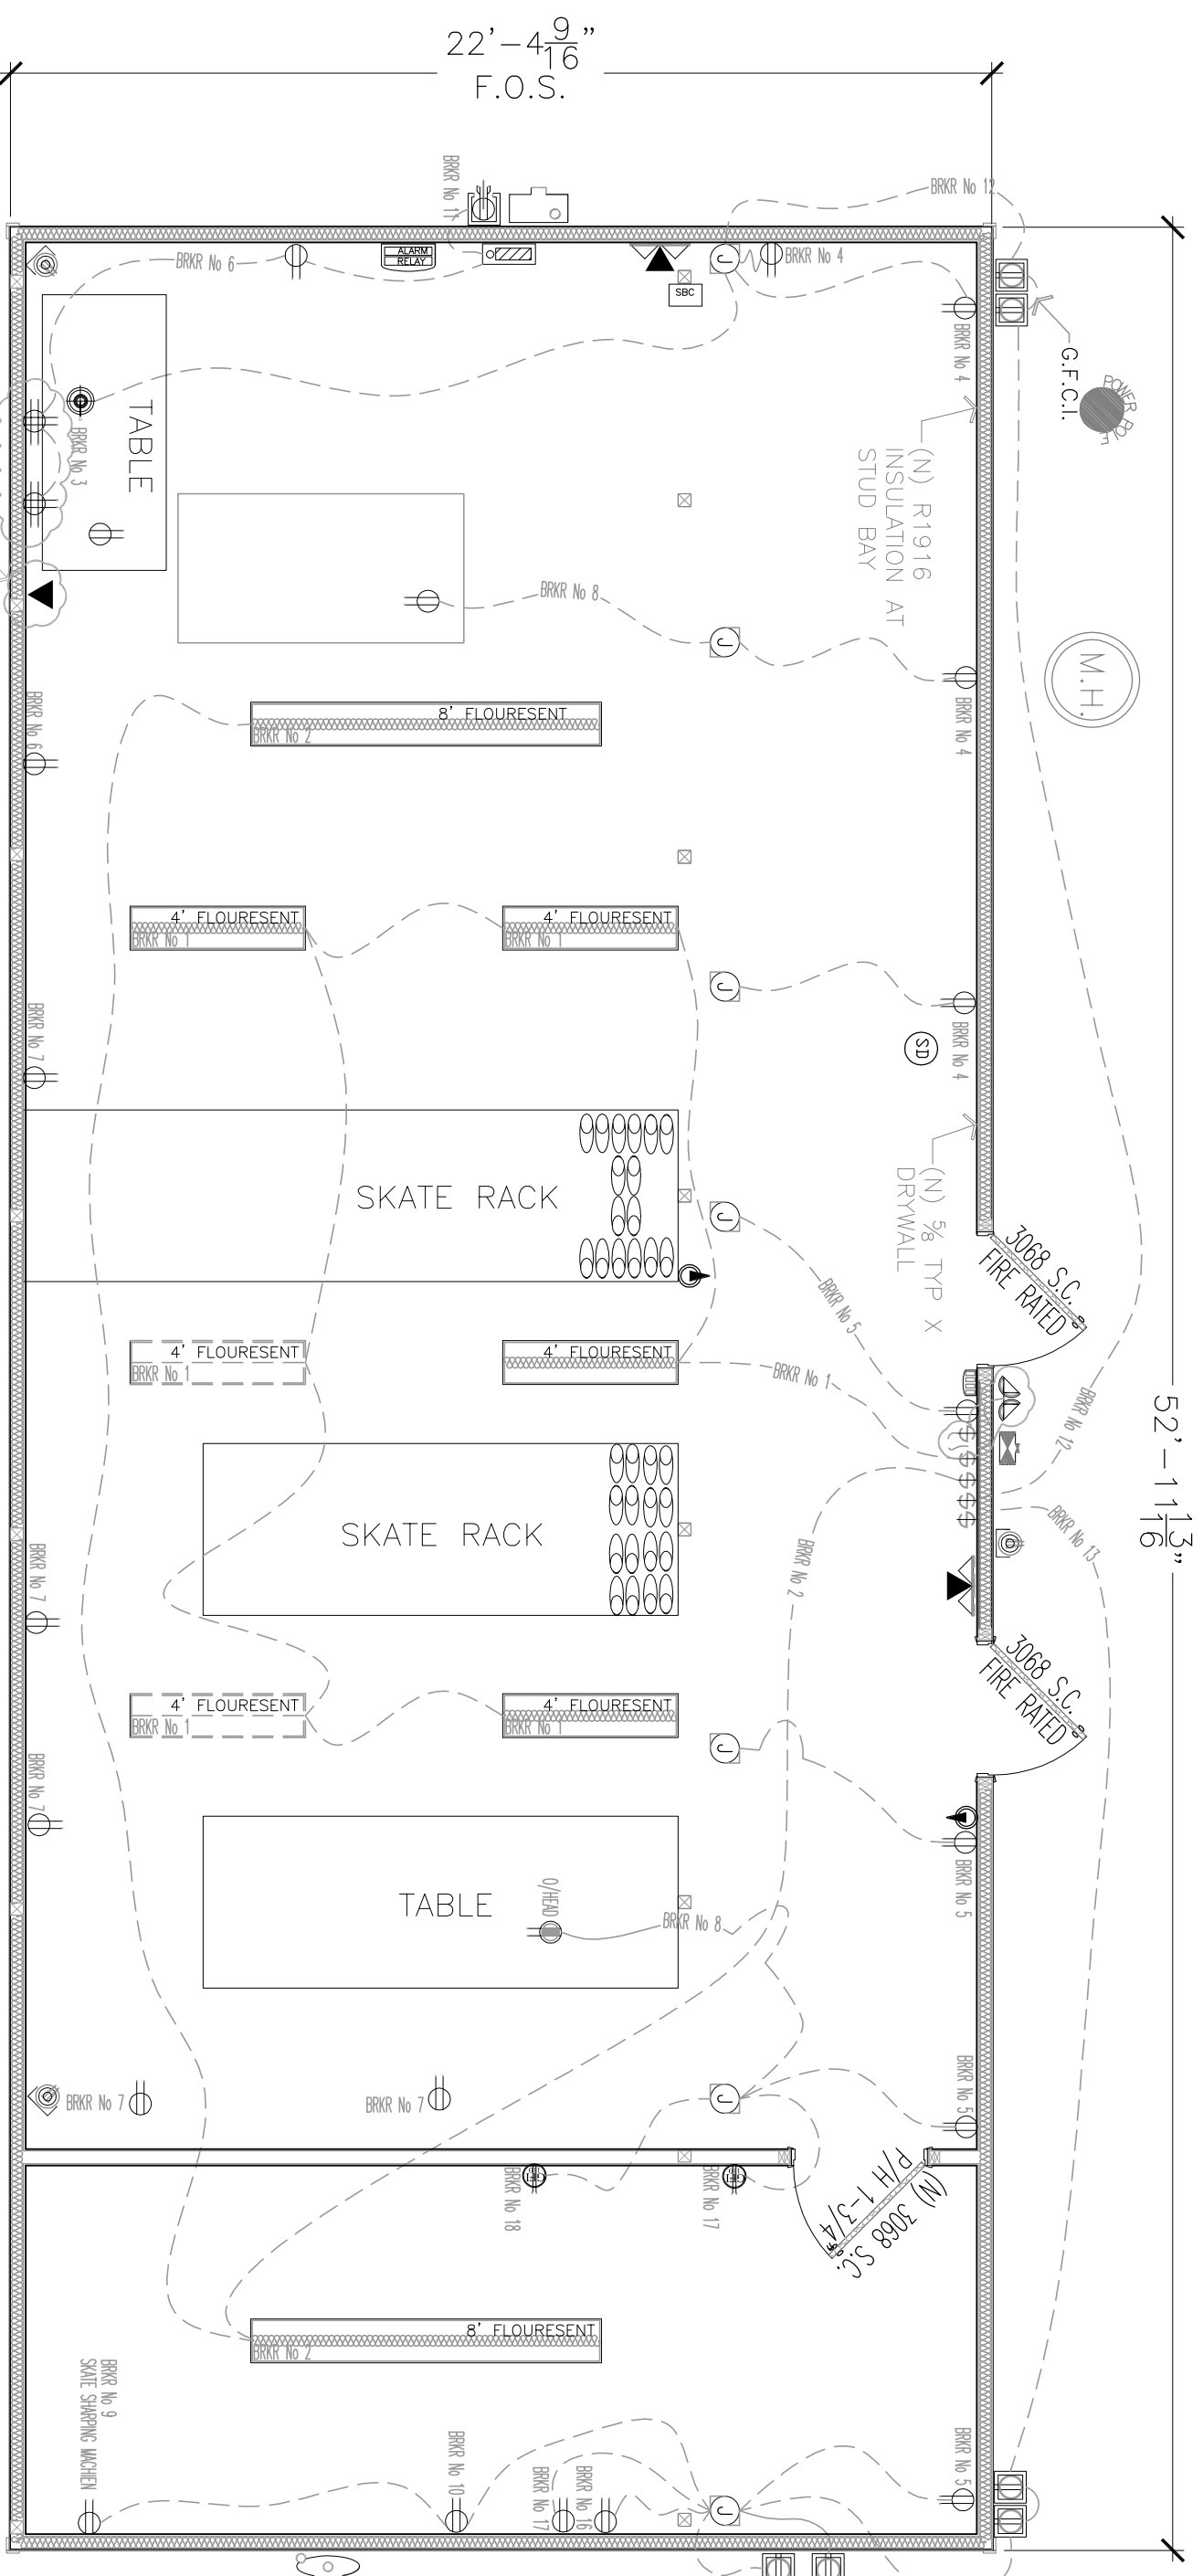 22'-4 9/16"
F.O.S.
BRKR No 11
BRKR No 12
BRKR No 6
ALARM
RELAY
BRKR No 4
SBC
BRKR No 4
G.F.C.I.
POWER POLE
TABLE
BRKR No 3
(N) R1916
INSULATION AT
STUD BAY
BRKR No 8
J
J
M.H.
8' FLOURESENT
BRKR No 2
BRKR No 6
BRKR No 4
4' FLOURESENT
BRKR No 1
4' FLOURESENT
BRKR No 1
BRKR No 7
J
SD
BRKR No 4
SKATE RACK
(N) 5/8 TYP X
DRYWALL
J
3068 S.C.
FIRE RATED
BRKR No 5
4' FLOURESENT
BRKR No 1
4' FLOURESENT
BRKR No 1
BRKR No 12
52'-11 13/16"
SKATE RACK
BRKR No 2
BRKR No 13
BRKR No 7
3068 S.C.
FIRE RATED
4' FLOURESENT
BRKR No 1
4' FLOURESENT
BRKR No 1
J
BRKR No 7
TABLE
O/HEAD
BRKR No 8
BRKR No 5
BRKR No 7
BRKR No 7
J
BRKR No 5
GFI
BRKR No 18
GFI
BRKR No 17
(N) 3068 S.C.
P/H 1-3/4
8' FLOURESENT
BRKR No 2
BRKR No 9
SKATE SHARPING MACHIEN
BRKR No 10
BRKR No 17
BRKR No 16
J
BRKR No 5